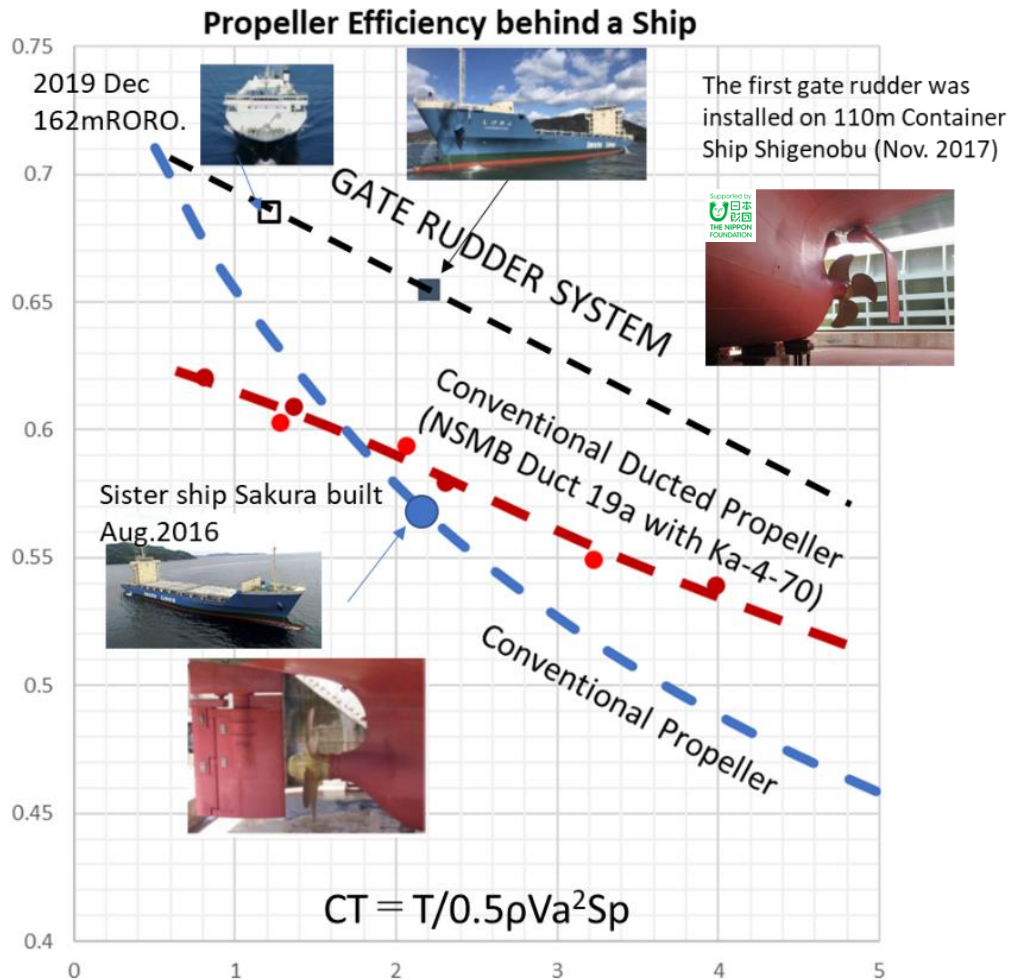 Propeller Efficiency behind a Ship
0.75
0.7
0.65
0.6
0.55
0.5
0.45
0.4
0
1
2
3
4
5
2019 Dec
162mRORO.
The first gate rudder was
installed on 110m Container
Ship Shigenobu (Nov. 2017)
Supported by
日本
財団
THE NIPPON
FOUNDATION
GATE RUDDER SYSTEM
Conventional Ducted Propeller
(NSMB Duct 19a with Ka-4-70)
Sister ship Sakura built
Aug.2016
Conventional Propeller
CT = T/0.5ρVa²Sp